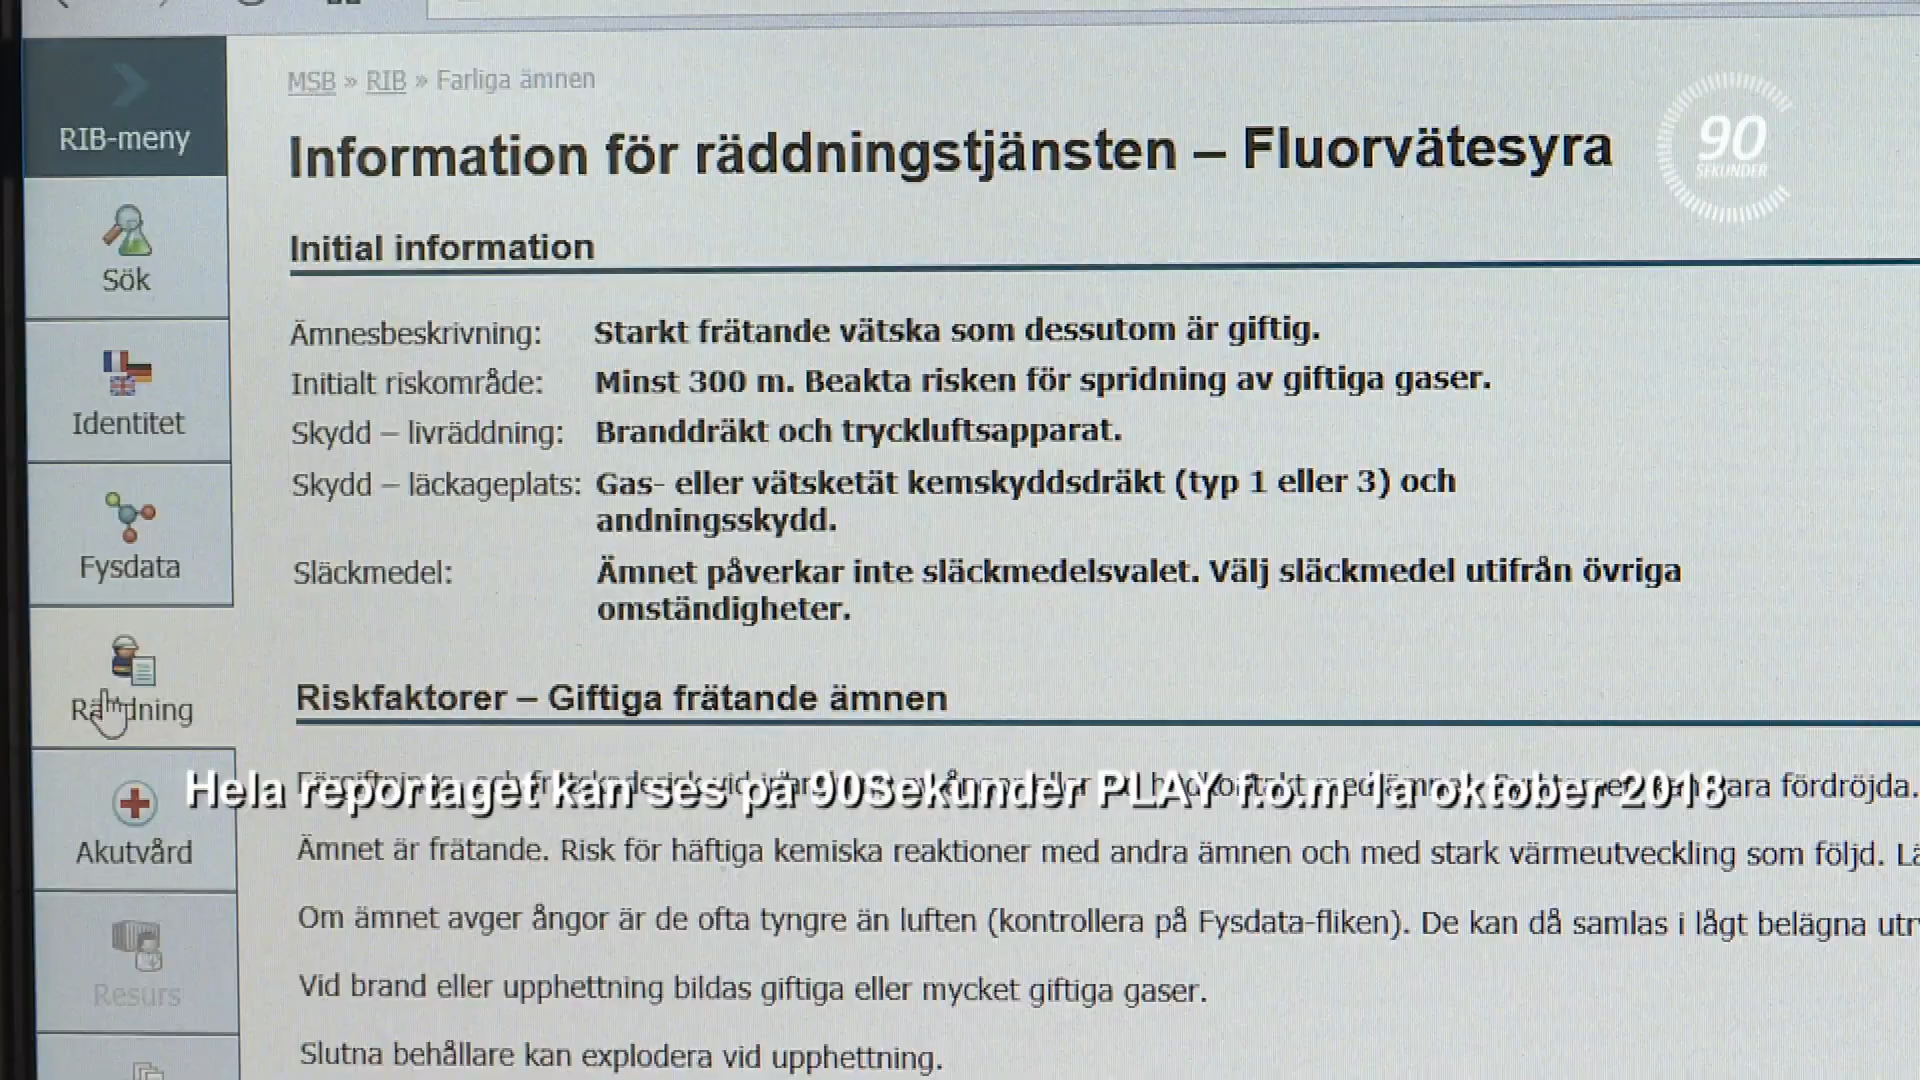 MSB » RIB » Farliga ämnen
RIB-meny
Information för räddningstjänsten – Fluorvätesyra
90
SEKUNDER
Sök
Initial information
Ämnesbeskrivning: Starkt frätande vätska som dessutom är giftig.
Initialt riskområde: Minst 300 m. Beakta risken för spridning av giftiga gaser.
Identitet
Skydd – livräddning: Branddräkt och tryckluftsapparat.
Skydd – läckageplats: Gas- eller vätsketät kemskyddsdräkt (typ 1 eller 3) och
andningsskydd.
Fysdata
Släckmedel: Ämnet påverkar inte släckmedelsvalet. Välj släckmedel utifrån övriga
omständigheter.
Räddning
Riskfaktorer – Giftiga frätande ämnen
Hela reportaget kan ses på 90Sekunder PLAY f.o.m 1a oktober 2018
fördröjda.
Akutvård
Ämnet är frätande. Risk för häftiga kemiska reaktioner med andra ämnen och med stark värmeutveckling som följd.
Om ämnet avger ångor är de ofta tyngre än luften (kontrollera på Fysdata-fliken). De kan då samlas i lågt belägna
Resurs
Vid brand eller upphettning bildas giftiga eller mycket giftiga gaser.
Slutna behållare kan explodera vid upphettning.